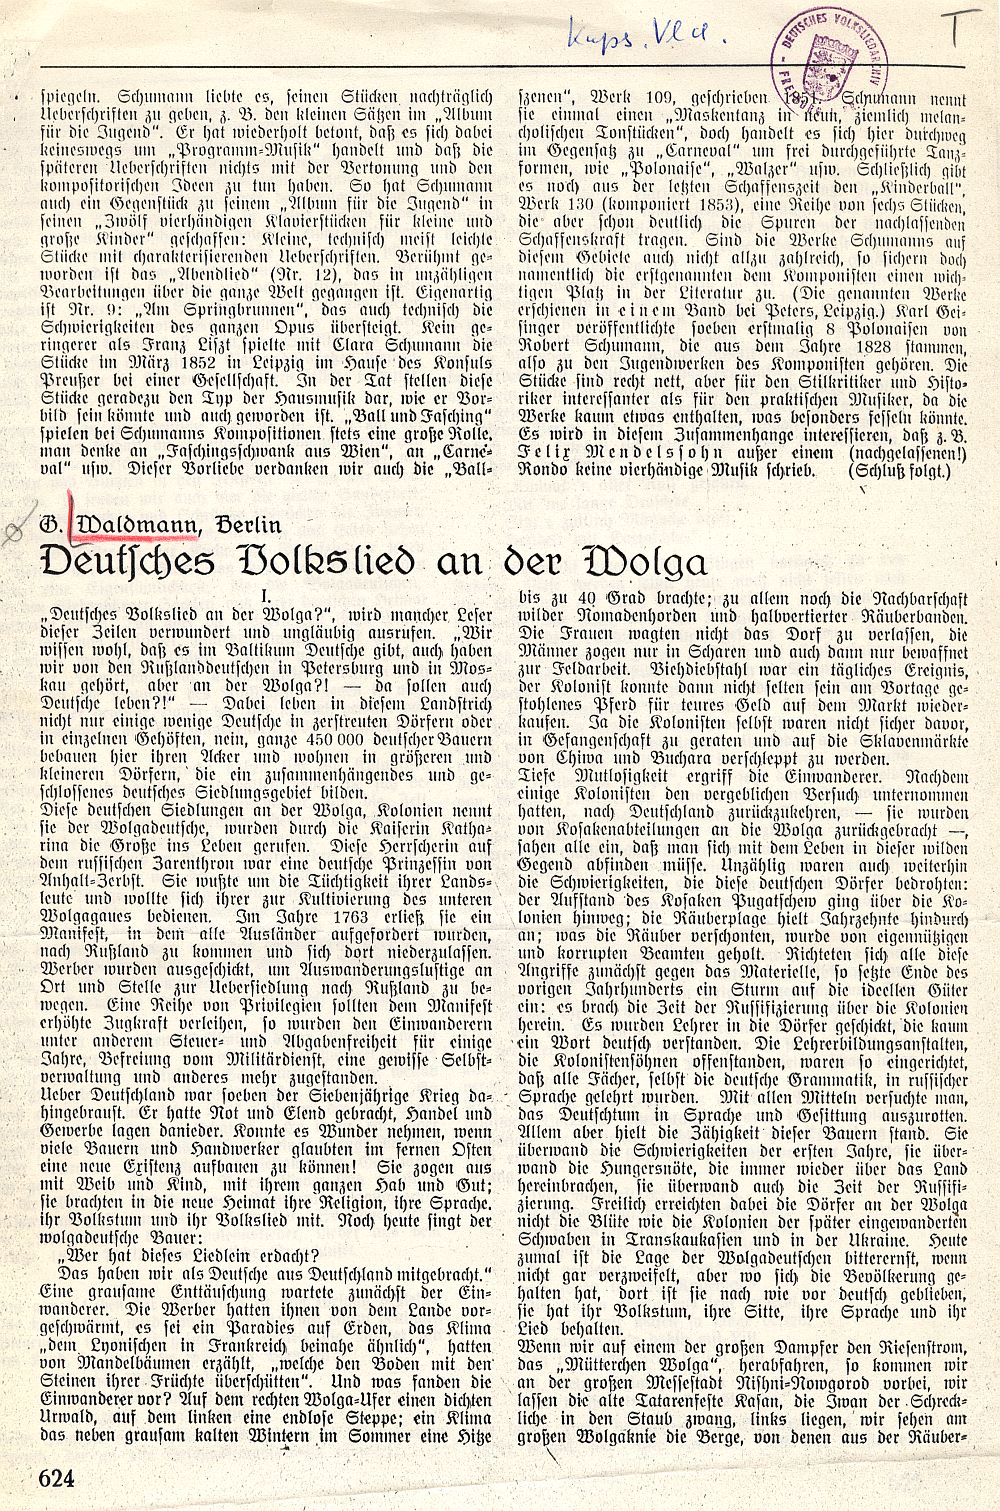 Kaps. Vl a.
T
DEUTSCHES VOLKSLIEDARCHIV
spiegeln. Schumann liebte es, seinen Stücken nachträglich
Ueberschriften zu geben, z. B. den kleinen Sätzen im „Album
für die Jugend“. Er hat wiederholt betont, daß es sich dabei
keineswegs um „Programm-Musik“ handelt und daß die
späteren Ueberschriften nichts mit der Vertonung und den
kompositorischen Ideen zu tun haben. So hat Schumann
auch ein Gegenstück zu seinem „Album für die Jugend“ in
seinen „Zwölf vierhändigen Klavierstücken für kleine und
große Kinder“ geschaffen: Kleine, technisch meist leichte
Stücke mit charakterisierenden Ueberschriften. Berühmt ge-
worden ist das „Abendlied“ (Nr. 12), das in unzähligen
Bearbeitungen über die ganze Welt gegangen ist. Eigenartig
ist Nr. 9: „Am Springbrunnen“, das auch technisch die
Schwierigkeiten des ganzen Opus übersteigt. Kein ge-
ringerer als Franz Liszt spielte mit Clara Schumann die
Stücke im März 1852 in Leipzig im Hause des Konsuls
Preußer bei einer Gesellschaft. In der Tat stellen diese
Stücke geradezu den Typ der Hausmusik dar, wie er Vor-
bild sein könnte und auch geworden ist. „Ball und Fasching“
spielen bei Schumanns Kompositionen stets eine große Rolle.
man denke an „Faschingsschwank aus Wien“, an „Carne-
val“ usw. Dieser Vorliebe verdanken wir auch die „Ball-
szenen“, Werk 109, geschrieben 1851. Schumann nennt
sie einmal einen „Maskentanz in neun, ziemlich melan-
cholischen Tonstücken“, doch handelt es sich hier durchweg
im Gegensatz zu „Carneval“ um frei durchgeführte Tanz-
formen, wie „Polonaise“, „Walzer“ usw. Schließlich gibt
es noch aus der letzten Schaffenszeit den „Kinderball“,
Werk 130 (komponiert 1853), eine Reihe von sechs Stücken,
die aber schon deutlich die Spuren der nachlassenden
Schaffenskraft tragen. Sind die Werke Schumanns auf
diesem Gebiete auch nicht allzu zahlreich, so sichern doch
namentlich die erstgenannten dem Komponisten einen wich-
tigen Platz in der Literatur zu. (Die genannten Werke
erschienen in einem Band bei Peters, Leipzig.) Karl Gei-
singer veröffentlichte soeben erstmalig 8 Polonaisen von
Robert Schumann, die aus dem Jahre 1828 stammen,
also zu den Jugendwerken des Komponisten gehören. Die
Stücke sind recht nett, aber für den Stilkritiker und Histo-
riker interessanter als für den praktischen Musiker, da die
Werke kaum etwas enthalten, was besonders fesseln könnte.
Es wird in diesem Zusammenhange interessieren, daß z. B.
Felix Mendelssohn außer einem (nachgelassenen!)
Rondo keine vierhändige Musik schrieb. (Schluß folgt.)
G. Waldmann, Berlin
Deutsches Volkslied an der Wolga
I.
„Deutsches Volkslied an der Wolga?“, wird mancher Leser
dieser Zeilen verwundert und ungläubig ausrufen. „Wir
wissen wohl, daß es im Baltikum Deutsche gibt, auch haben
wir von den Rußlanddeutschen in Petersburg und in Mos-
kau gehört, aber an der Wolga?! — da sollen auch
Deutsche leben?!“ — Dabei leben in diesem Landstrich
nicht nur einige wenige Deutsche in zerstreuten Dörfern oder
in einzelnen Gehöften, nein, ganze 450 000 deutscher Bauern
bebauen hier ihren Acker und wohnen in größeren und
kleineren Dörfern, die ein zusammenhängendes und ge-
schlossenes deutsches Siedlungsgebiet bilden.
Diese deutschen Siedlungen an der Wolga, Kolonien nennt
sie der Wolgadeutsche, wurden durch die Kaiserin Katha-
rina die Große ins Leben gerufen. Diese Herrscherin auf
dem russischen Zarenthron war eine deutsche Prinzessin von
Anhalt-Zerbst. Sie wußte um die Tüchtigkeit ihrer Lands-
leute und wollte sich ihrer zur Kultivierung des unteren
Wolgagaues bedienen. Im Jahre 1763 erließ sie ein
Manifest, in dem alle Ausländer aufgefordert wurden,
nach Rußland zu kommen und sich dort niederzulassen.
Werber wurden ausgeschickt, um Auswanderungslustige an
Ort und Stelle zur Uebersiedlung nach Rußland zu be-
wegen. Eine Reihe von Privilegien sollten dem Manifest
erhöhte Zugkraft verleihen, so wurden den Einwanderern
unter anderem Steuer- und Abgabenfreiheit für einige
Jahre, Befreiung vom Militärdienst, eine gewisse Selbst-
verwaltung und anderes mehr zugestanden.
Ueber Deutschland war soeben der Siebenjährige Krieg da-
hingebraust. Er hatte Not und Elend gebracht, Handel und
Gewerbe lagen danieder. Konnte es Wunder nehmen, wenn
viele Bauern und Handwerker glaubten im fernen Osten
eine neue Existenz aufbauen zu können! Sie zogen aus
mit Weib und Kind, mit ihrem ganzen Hab und Gut;
sie brachten in die neue Heimat ihre Religion, ihre Sprache.
ihr Volkstum und ihr Volkslied mit. Noch heute singt der
wolgadeutsche Bauer:
„Wer hat dieses Liedlein erdacht?
Das haben wir als Deutsche aus Deutschland mitgebracht.“
Eine grausame Enttäuschung wartete zunächst der Ein-
wanderer. Die Werber hatten ihnen von dem Lande vor-
geschwärmt, es sei ein Paradies auf Erden, das Klima
„dem Lyonischen in Frankreich beinahe ähnlich“, hatten
von Mandelbäumen erzählt, „welche den Boden mit den
Steinen ihrer Früchte überschütten“. Und was fanden die
Einwanderer vor? Auf dem rechten Wolga-Ufer einen dichten
Urwald, auf dem linken eine endlose Steppe; ein Klima
das neben grausam kalten Wintern im Sommer eine Hitze
bis zu 40 Grad brachte; zu allem noch die Nachbarschaft
wilder Nomadenhorden und halbvertierter Räuberbanden.
Die Frauen wagten nicht das Dorf zu verlassen, die
Männer zogen nur in Scharen und auch dann nur bewaffnet
zur Feldarbeit. Viehdiebstahl war ein tägliches Ereignis,
der Kolonist konnte dann nicht selten sein am Vortage ge-
stohlenes Pferd für teures Geld auf dem Markt wieder-
kaufen. Ja die Kolonisten selbst waren nicht sicher davor,
in Gefangenschaft zu geraten und auf die Sklavenmärkte
von Chiwa und Buchara verschleppt zu werden.
Tiefe Mutlosigkeit ergriff die Einwanderer. Nachdem
einige Kolonisten den vergeblichen Versuch unternommen
hatten, nach Deutschland zurückzukehren, — sie wurden
von Kosakenabteilungen an die Wolga zurückgebracht —,
sahen alle ein, daß man sich mit dem Leben in dieser wilden
Gegend abfinden müsse. Unzählig waren auch weiterhin
die Schwierigkeiten, die diese deutschen Dörfer bedrohten:
der Aufstand des Kosaken Pugatschew ging über die Ko-
lonien hinweg; die Räuberplage hielt Jahrzehnte hindurch
an; was die Räuber verschonten, wurde von eigennützigen
und korrupten Beamten geholt. Richteten sich alle diese
Angriffe zunächst gegen das Materielle, so setzte Ende des
vorigen Jahrhunderts ein Sturm auf die ideellen Güter
ein: es brach die Zeit der Russifizierung über die Kolonien
herein. Es wurden Lehrer in die Dörfer geschickt, die kaum
ein Wort deutsch verstanden. Die Lehrerbildungsanstalten,
die Kolonistensöhnen offenstanden, waren so eingerichtet,
daß alle Fächer, selbst die deutsche Grammatik, in russischer
Sprache gelehrt wurden. Mit allen Mitteln versuchte man,
das Deutschtum in Sprache und Gesittung auszurotten.
Allem aber hielt die Zähigkeit dieser Bauern stand. Sie
überwand die Schwierigkeiten der ersten Jahre, sie über-
wand die Hungersnöte, die immer wieder über das Land
hereinbrachen, sie überwand auch die Zeit der Russifi-
zierung. Freilich erreichten dabei die Dörfer an der Wolga
nicht die Blüte wie die Kolonien der später eingewanderten
Schwaben in Transkaukasien und in der Ukraine. Heute
zumal ist die Lage der Wolgadeutschen bitterernst, wenn
nicht gar verzweifelt, aber wo sich die Bevölkerung ge-
halten hat, dort ist sie nach wie vor deutsch geblieben,
sie hat ihr Volkstum, ihre Sitte, ihre Sprache und ihr
Lied behalten.
Wenn wir auf einem der großen Dampfer den Riesenstrom,
das „Mütterchen Wolga“, herabfahren, so kommen wir
an der großen Messestadt Nishni-Nowgorod vorbei, wir
lassen die alte Tatarenfeste Kasan, die Iwan der Schreck-
liche in den Staub zwang, links liegen, wir sehen am
großen Wolgaknie die Berge, von denen aus der Räuber-
624